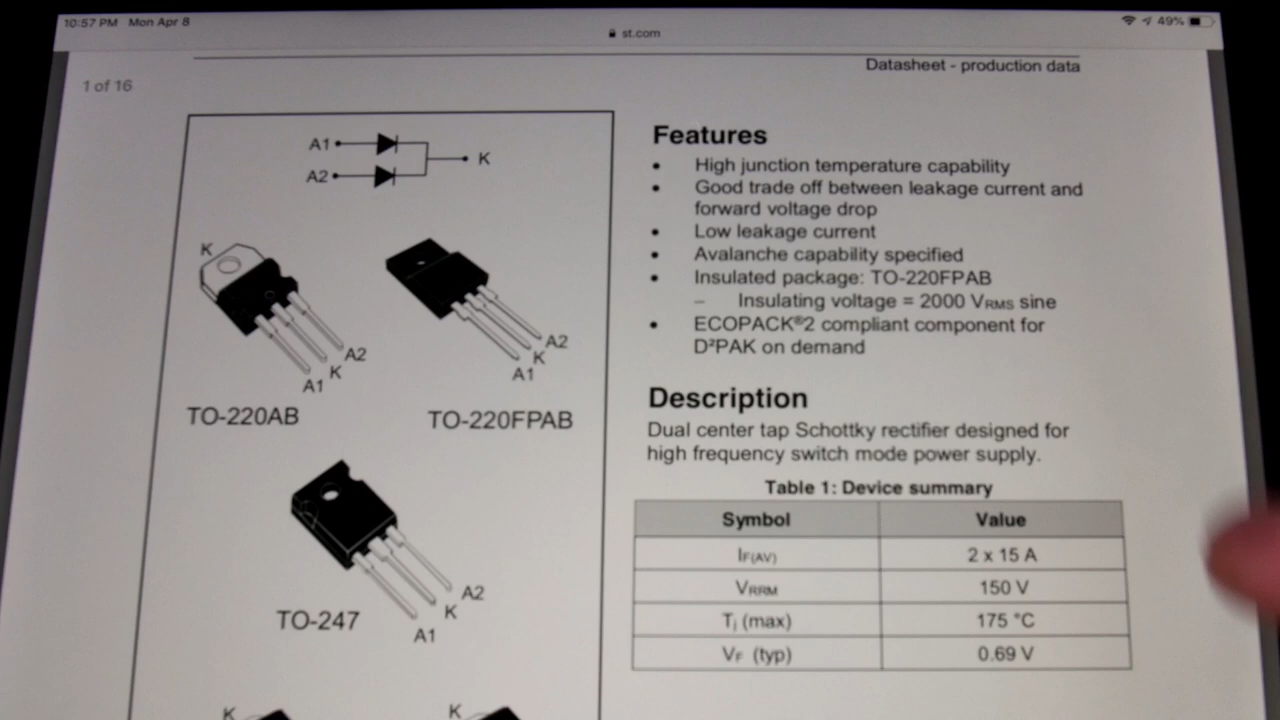 10:57 PM Mon Apr 8
49%
st.com
Datasheet - production data
1 of 16
A1
K
A2
K
A2
K
A1
A2
K
A1
TO-220AB
TO-220FPAB
A2
K
A1
TO-247
K
K
Features
• High junction temperature capability
• Good trade off between leakage current and
forward voltage drop
• Low leakage current
• Avalanche capability specified
• Insulated package: TO-220FPAB
– Insulating voltage = 2000 VRMS sine
• ECOPACK®2 compliant component for
D²PAK on demand
Description
Dual center tap Schottky rectifier designed for
high frequency switch mode power supply.
Table 1: Device summary
Symbol Value
IF(AV) 2 x 15 A
VRRM 150 V
Tj (max) 175 °C
VF (typ) 0.69 V